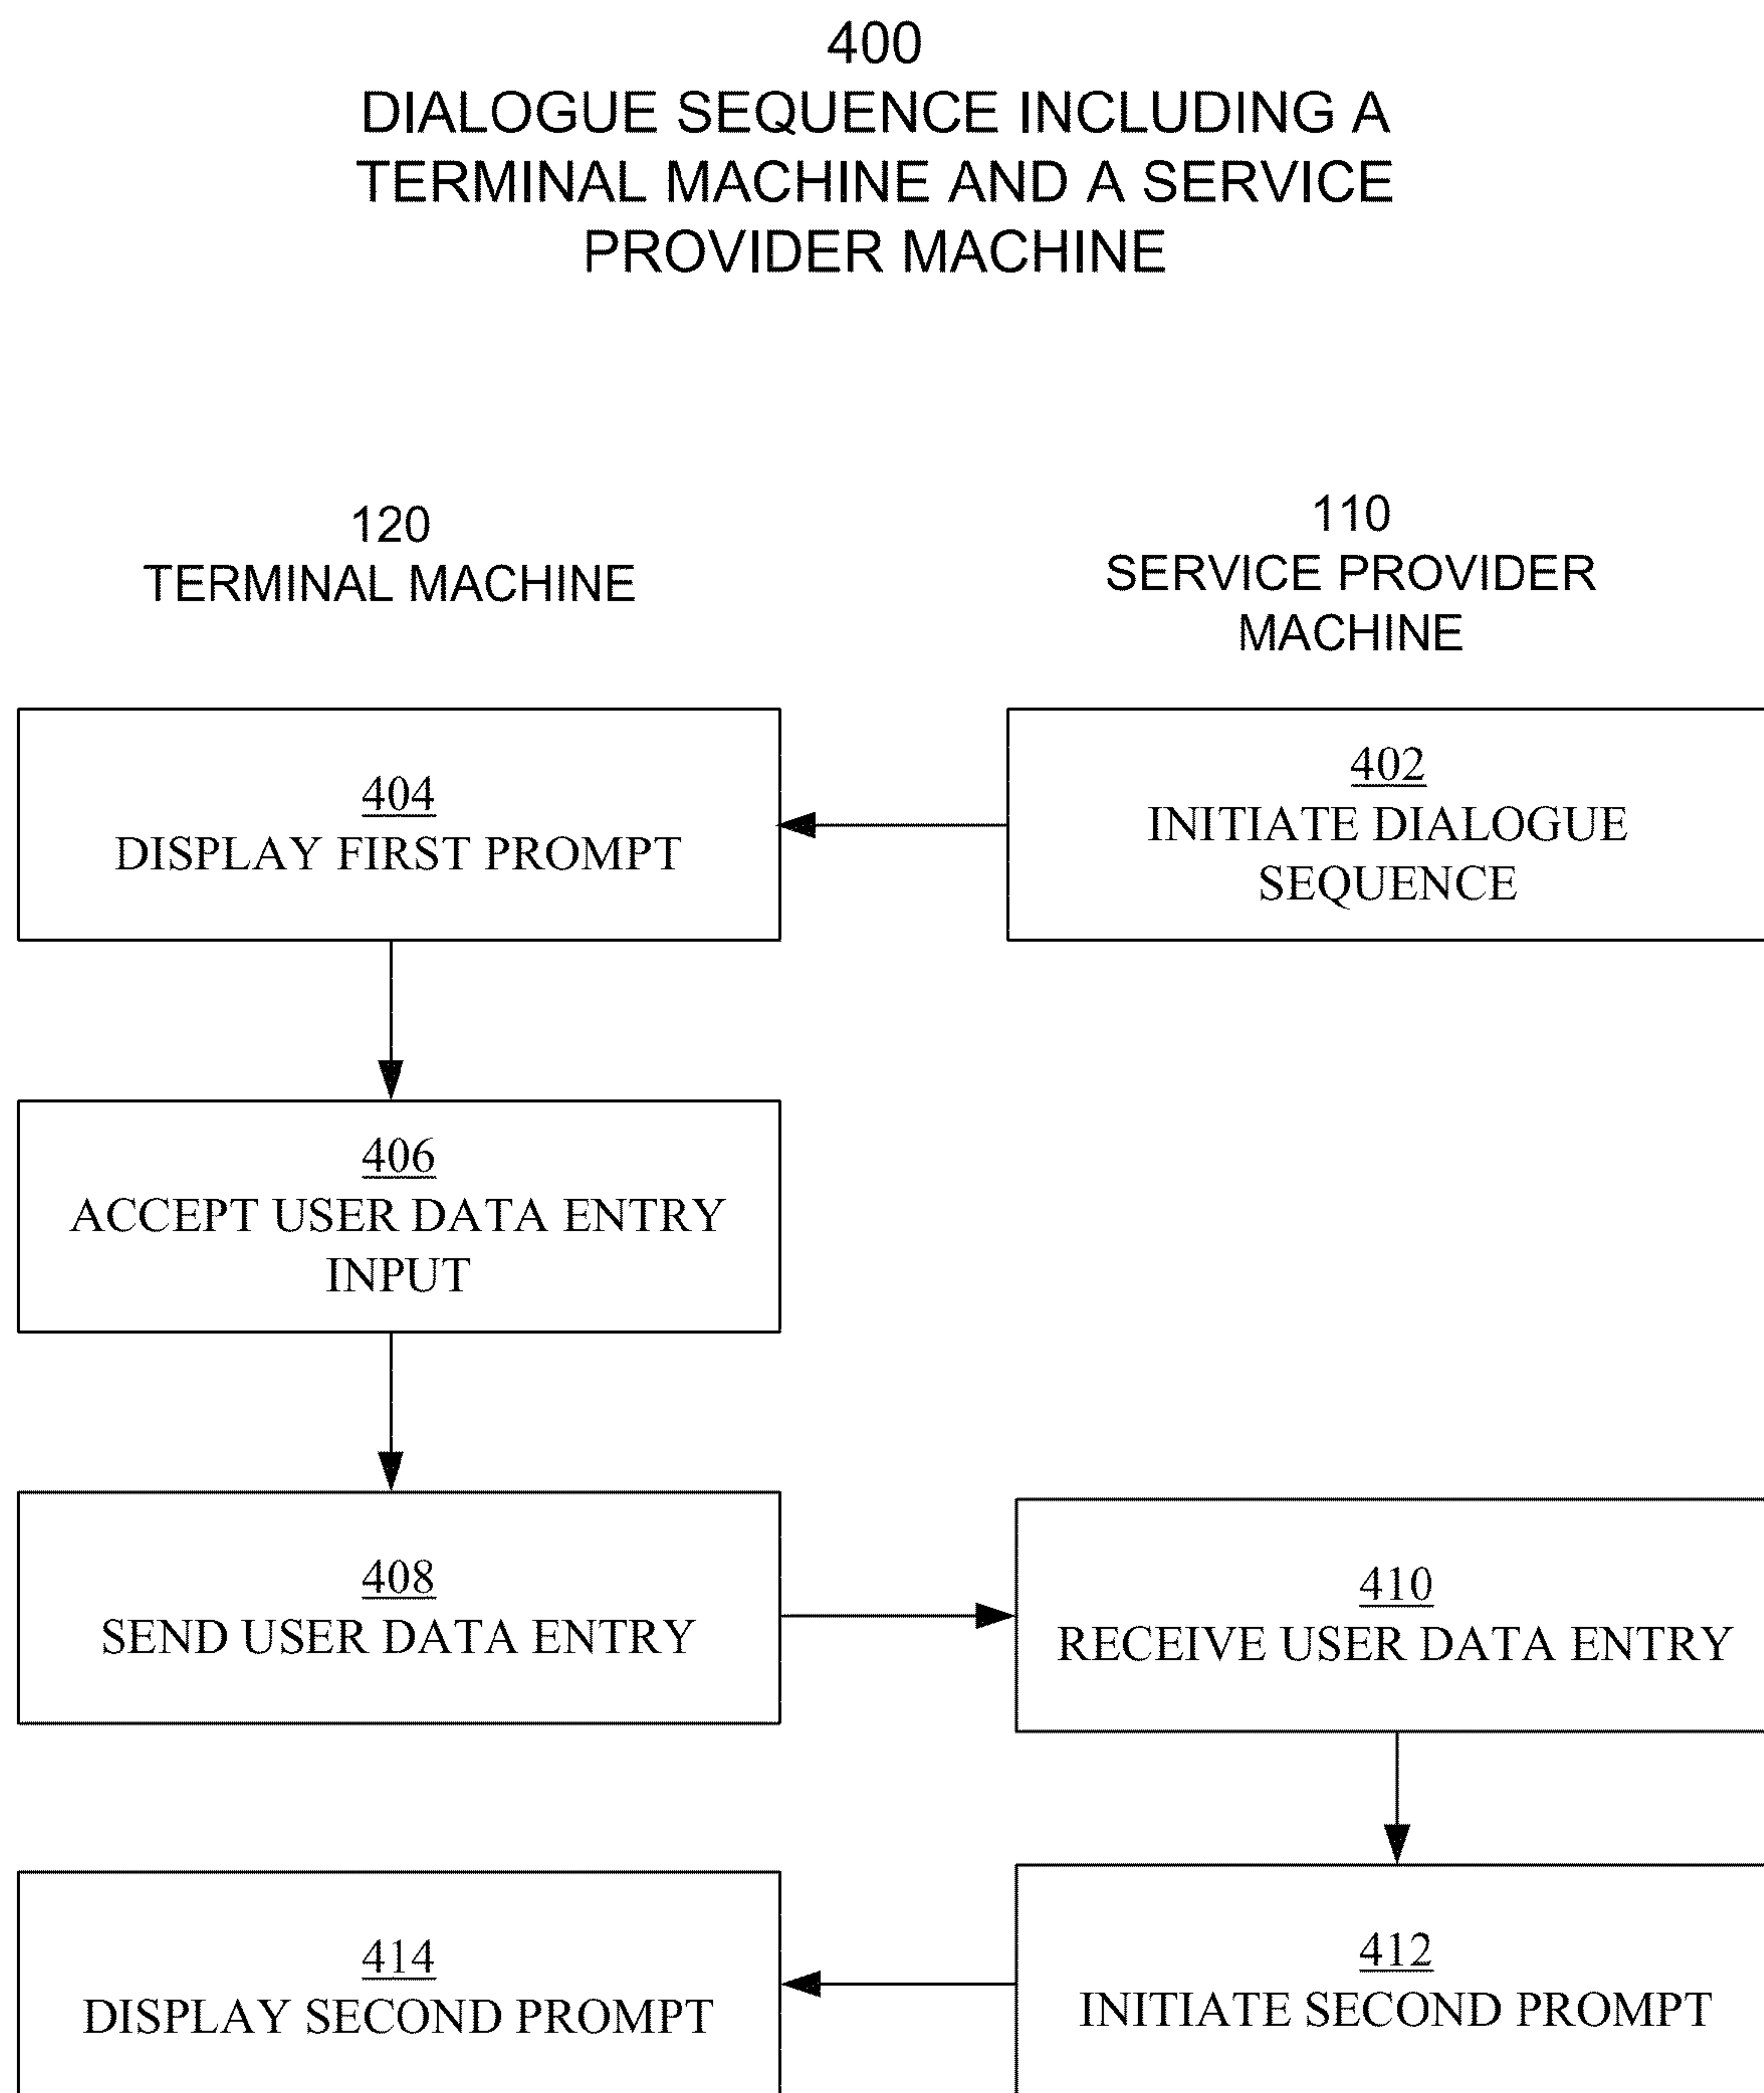 400
DIALOGUE SEQUENCE INCLUDING A
TERMINAL MACHINE AND A SERVICE
PROVIDER MACHINE
120
TERMINAL MACHINE
110
SERVICE PROVIDER
MACHINE
404
DISPLAY FIRST PROMPT
402
INITIATE DIALOGUE
SEQUENCE
406
ACCEPT USER DATA ENTRY
INPUT
408
SEND USER DATA ENTRY
410
RECEIVE USER DATA ENTRY
414
DISPLAY SECOND PROMPT
412
INITIATE SECOND PROMPT